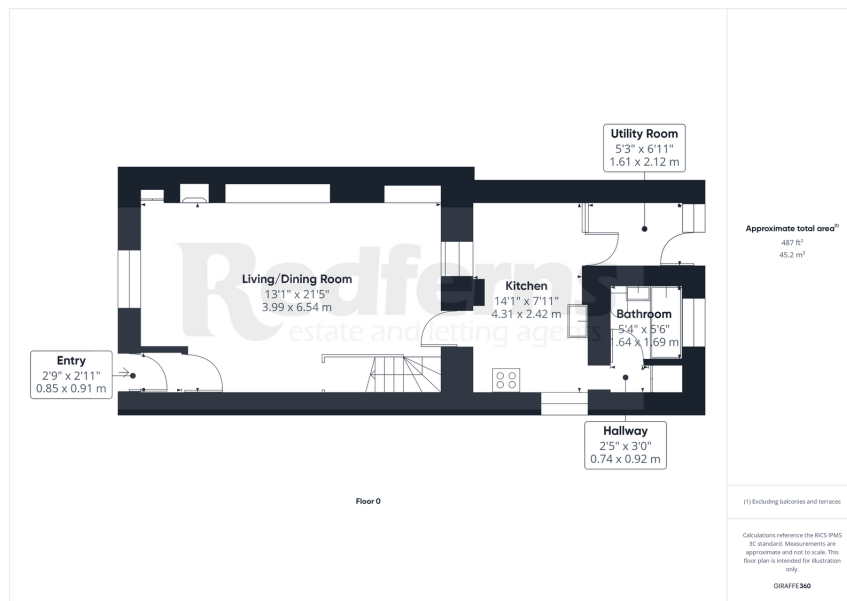 Utility Room
5'3" x 6'11"
1.61 x 2.12 m
Approximate total area(1)
487 ft²
45.2 m²
Redferns
estate and letting agents
Living/Dining Room
13'1" x 21'5"
3.99 x 6.54 m
Kitchen
14'1" x 7'11"
4.31 x 2.42 m
Bathroom
5'4" x 5'6"
.64 x 1.69 m
Entry
2'9" x 2'11"
0.85 x 0.91 m
Hallway
2'5" x 3'0"
0.74 x 0.92 m
Floor 0
(1) Excluding balconies and terraces
Calculations reference the RICS IPMS
3C standard. Measurements are
approximate and not to scale. This
floor plan is intended for illustration
only.
GIRAFFE360